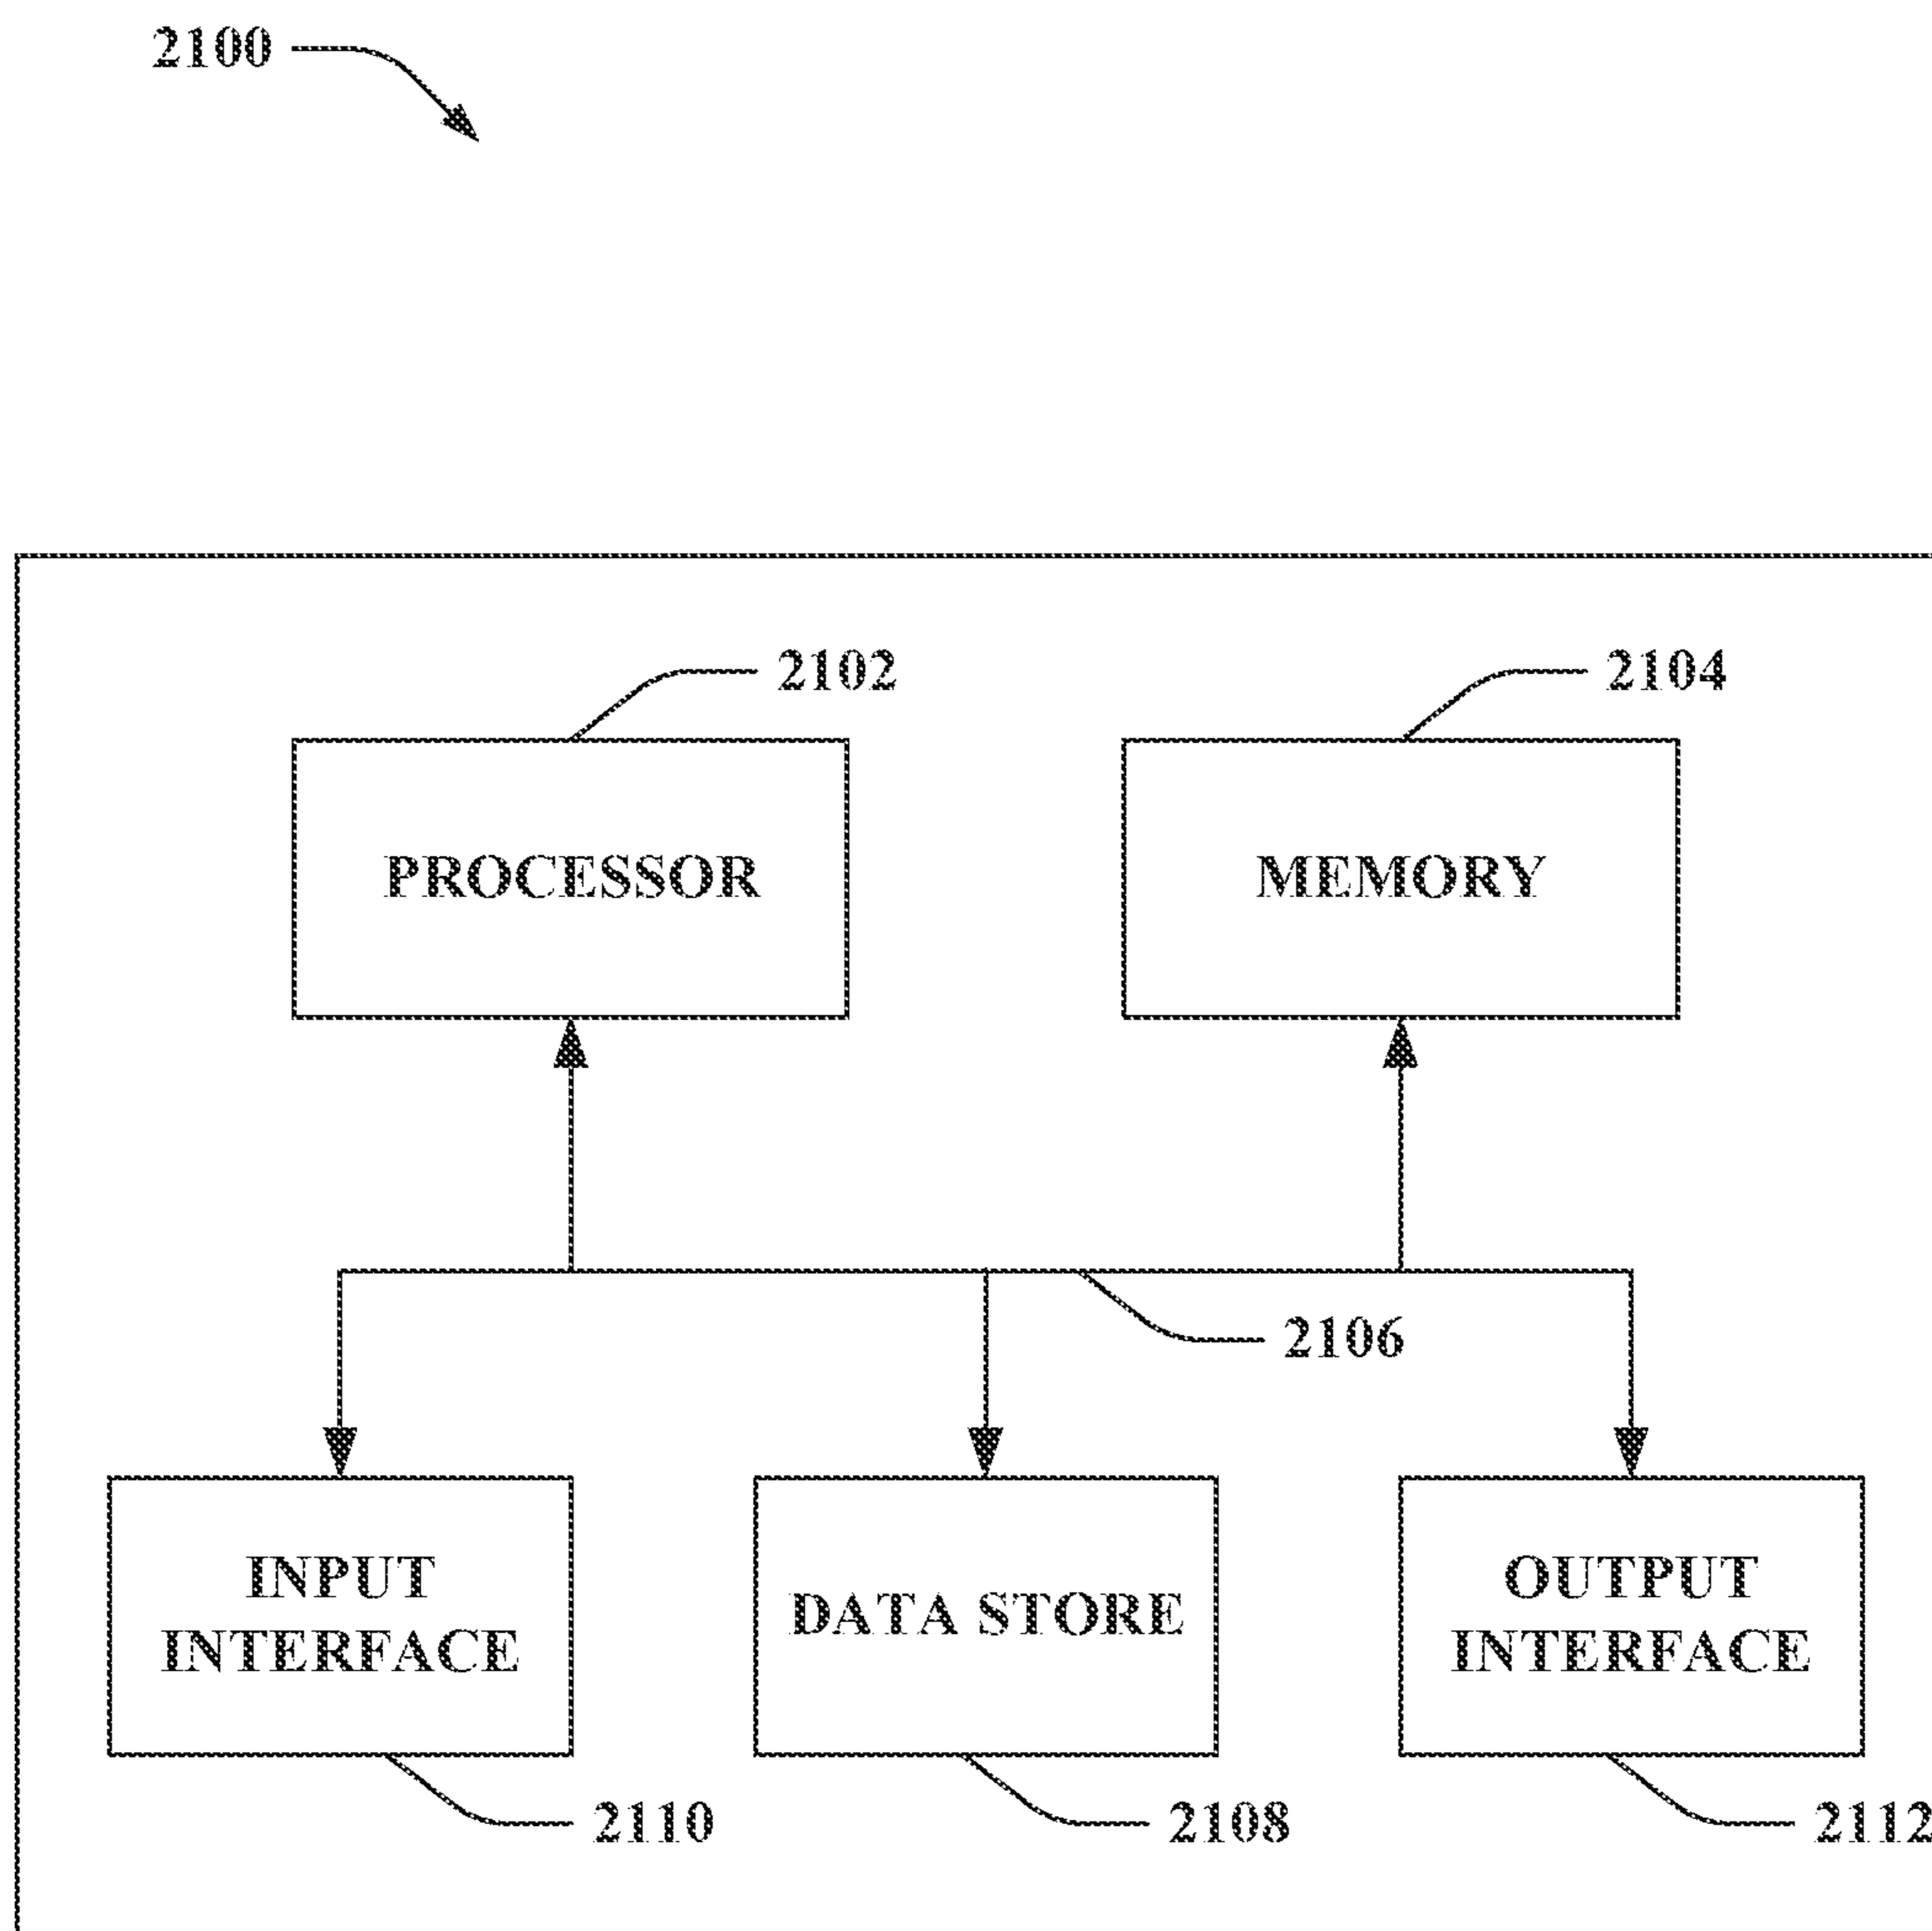 2100
2102
2104
PROCESSOR
MEMORY
2106
INPUT
INTERFACE
DATA STORE
OUTPUT
INTERFACE
2110
2108
2112